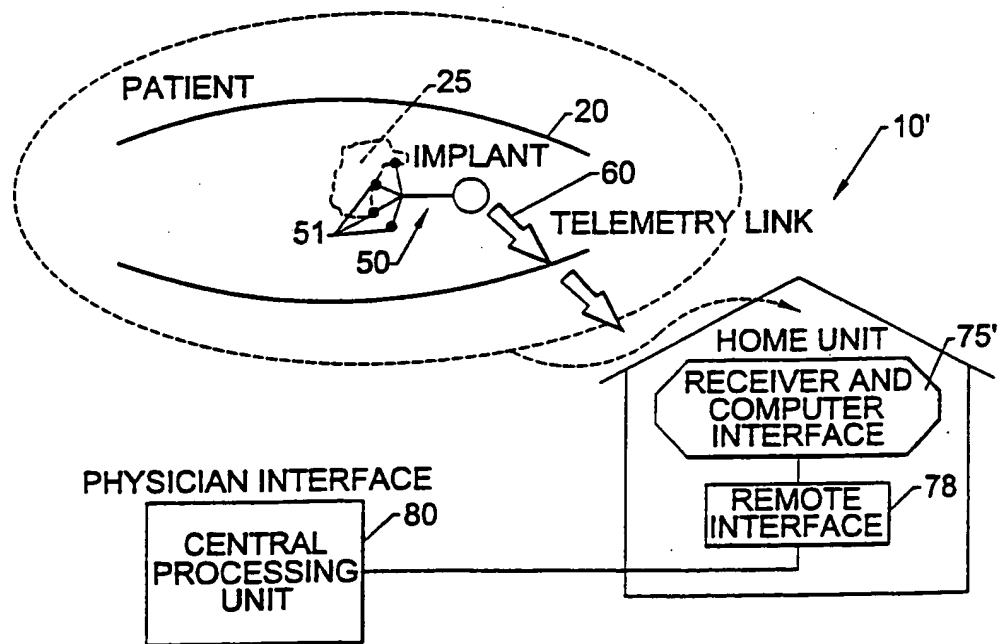 PATIENT
25
20
10'
IMPLANT
60
TELEMETRY LINK
51
50
HOME UNIT
75'
RECEIVER AND
COMPUTER
INTERFACE
PHYSICIAN INTERFACE
80
REMOTE
INTERFACE
78
CENTRAL
PROCESSING
UNIT